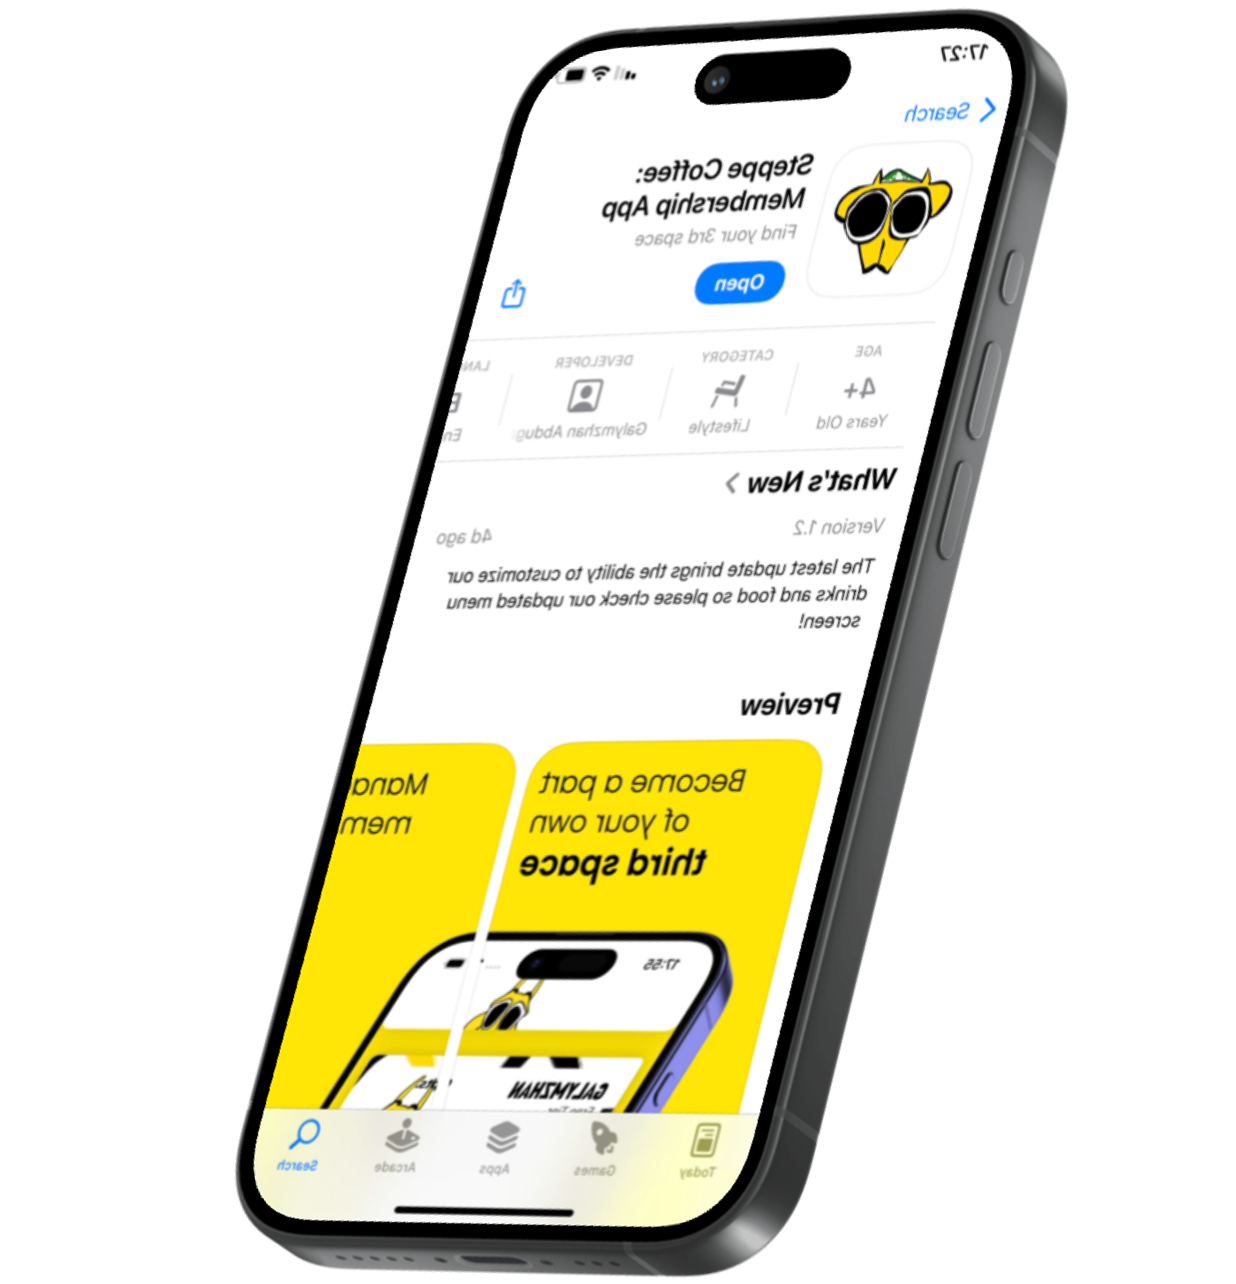 17:27
Search
Steppe Coffee:
Membership App
Find your 3rd space
Open
AGE
4+
Years Old
CATEGORY
Lifestyle
DEVELOPER
Galymzhan Abdug
LAN
E
En
What's New
Version 1.2
4d ago
The latest update brings the ability to customize our
drinks and food so please check our updated menu
screen!
Preview
Become a part
of your own
third space
Mana
mem
17:55
GALYMZHAN
Today
Games
Apps
Arcade
Search